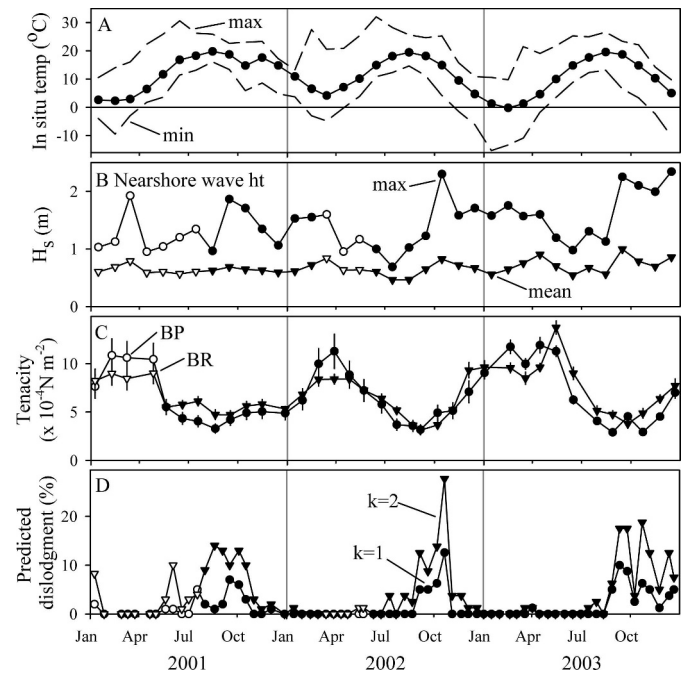 A
max
min
In situ temp (°C)
30
20
10
0
-10
B Nearshore wave ht
max
mean
Hs (m)
2
1
0
C
BP
BR
Tenacity
(x 10⁻⁴N m⁻²)
15
10
5
0
D
k=2
k=1
Predicted
dislodgment (%)
20
10
0
Jan Apr Jul Oct Jan Apr Jul Oct Jan Apr Jul Oct
2001 2002 2003